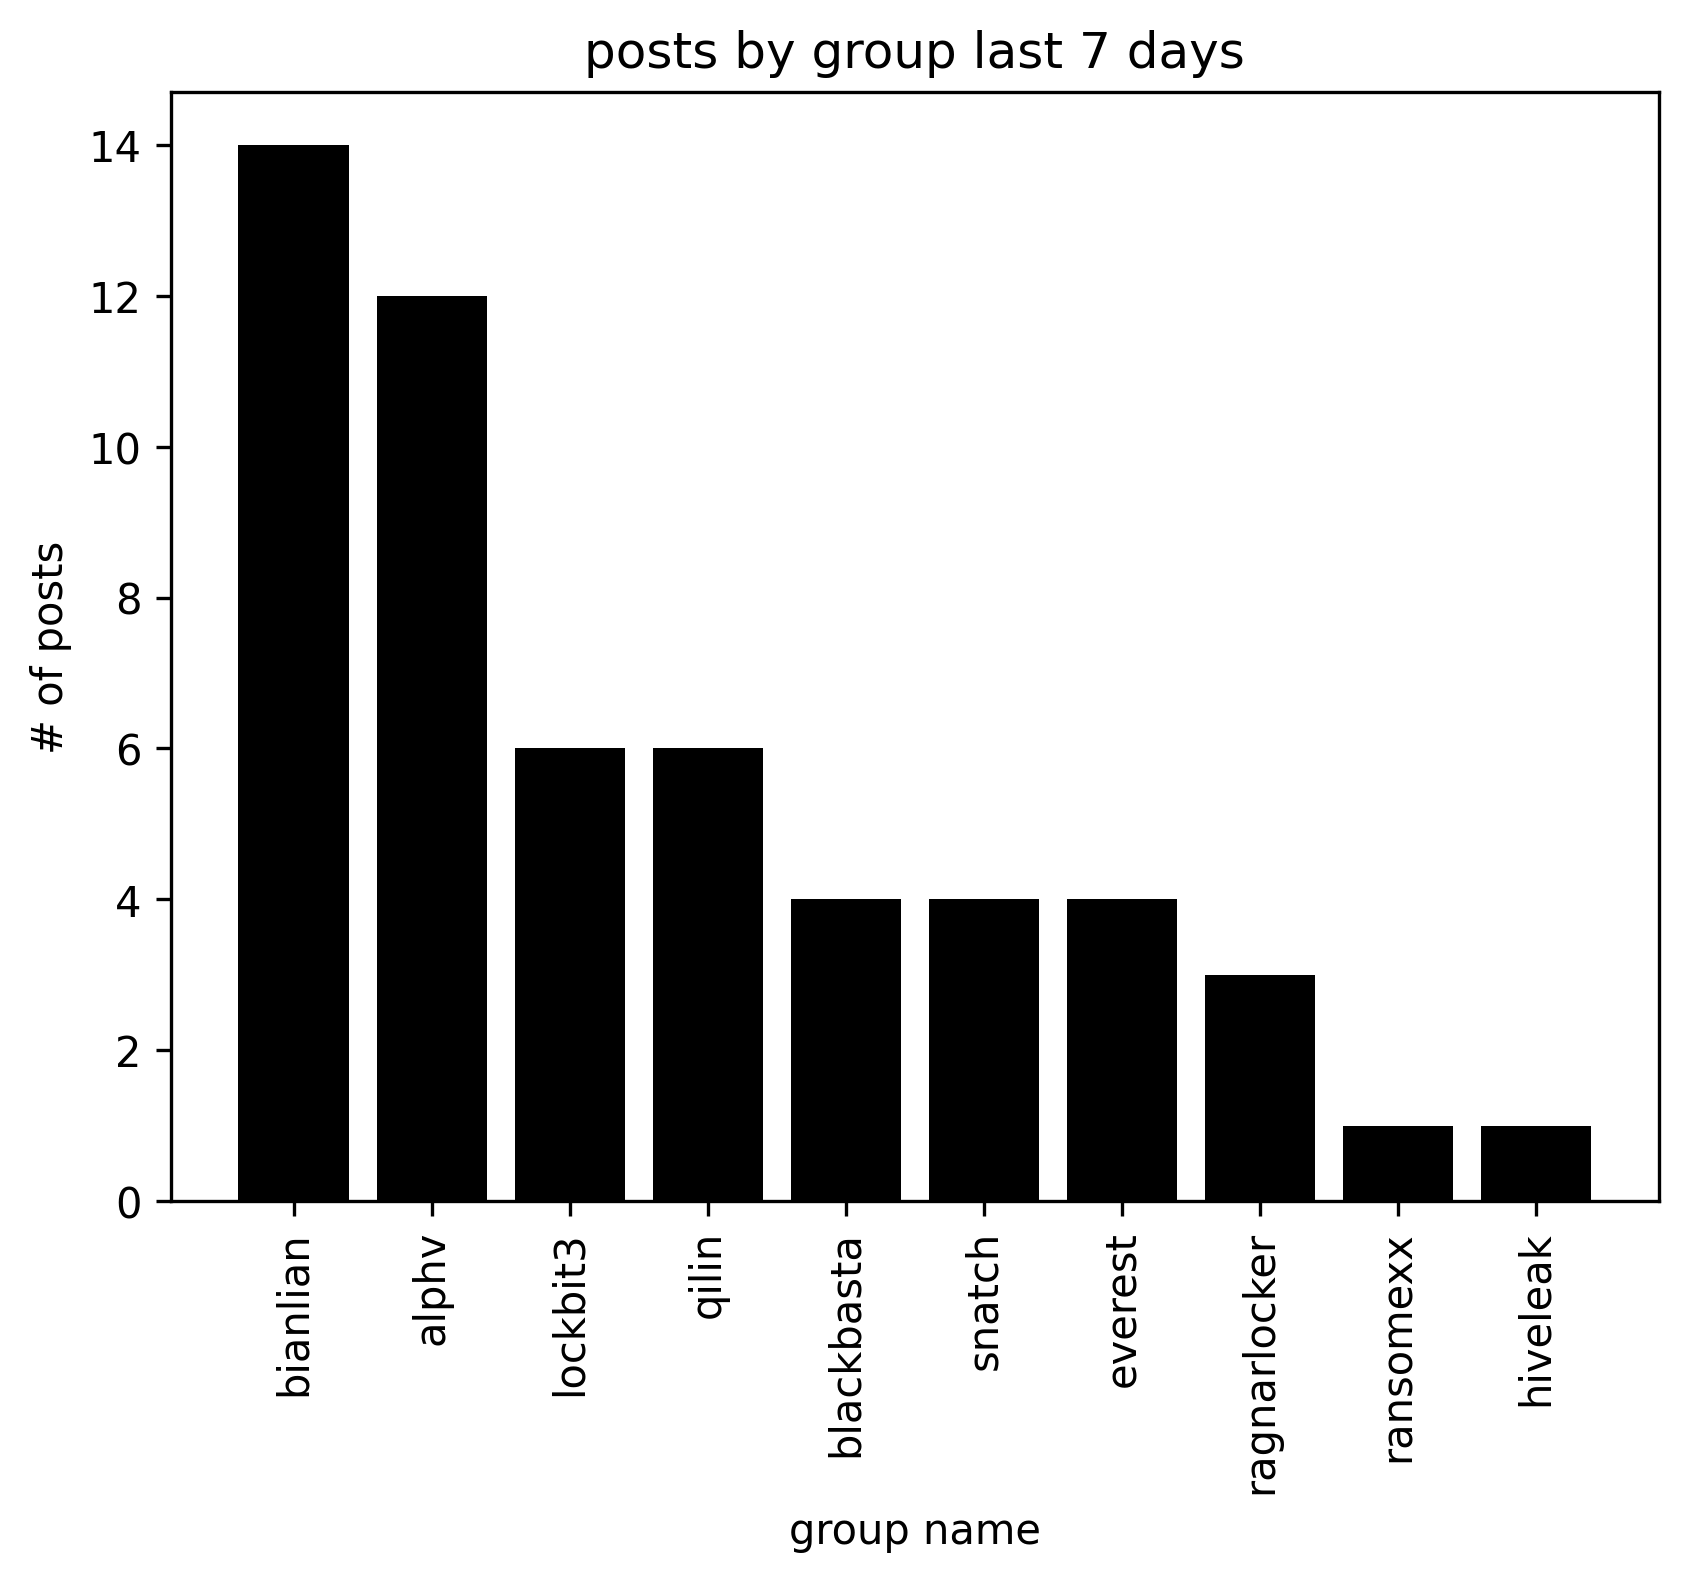 posts by group last 7 days
14
12
10
8
6
4
2
0
# of posts
bianlian
alphv
lockbit3
qilin
blackbasta
snatch
everest
ragnarlocker
ransomexx
hiveleak
group name